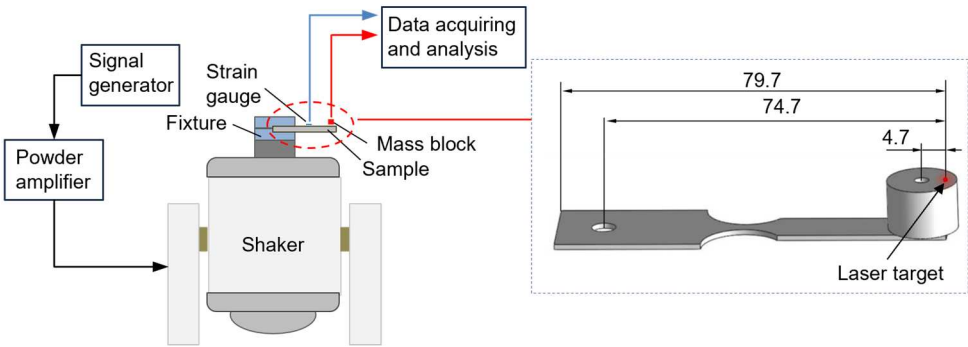 Signal
generator
Powder
amplifier
Strain
gauge
Fixture
Data acquiring
and analysis
Mass block
Sample
Shaker
79.7
74.7
4.7
Laser target